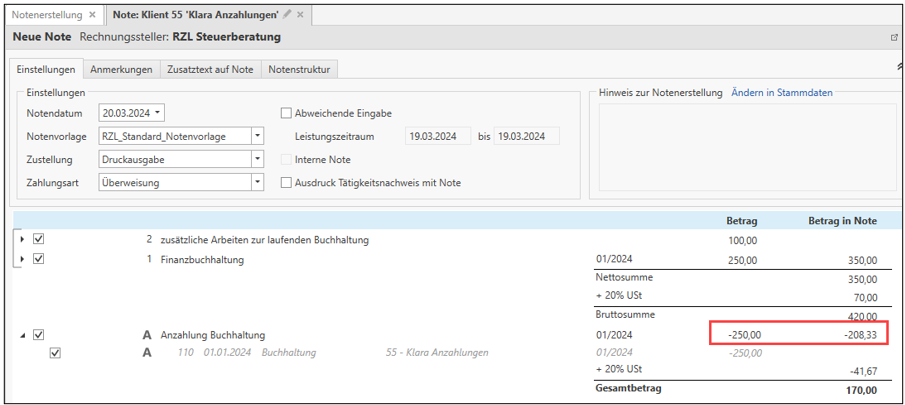 Notenerstellung × Note: Klient 55 'Klara Anzahlungen' ×
Neue Note Rechnungssteller: RZL Steuerberatung
Einstellungen Anmerkungen Zusatztext auf Note Notenstruktur
Einstellungen
Notendatum 20.03.2024 Abweichende Eingabe
Notenvorlage RZL_Standard_Notenvorlage Leistungszeitraum 19.03.2024 bis 19.03.2024
Zustellung Druckausgabe Interne Note
Zahlungsart Überweisung Ausdruck Tätigkeitsnachweis mit Note
Hinweis zur Notenerstellung Ändern in Stammdaten
Betrag Betrag in Note
2 zusätzliche Arbeiten zur laufenden Buchhaltung 100,00
1 Finanzbuchhaltung 01/2024 250,00 350,00
Nettosumme 350,00
+ 20% USt 70,00
Bruttosumme 420,00
A Anzahlung Buchhaltung 01/2024 -250,00 -208,33
A 110 01.01.2024 Buchhaltung 55 - Klara Anzahlungen 01/2024 -250,00
+ 20% USt -41,67
Gesamtbetrag 170,00